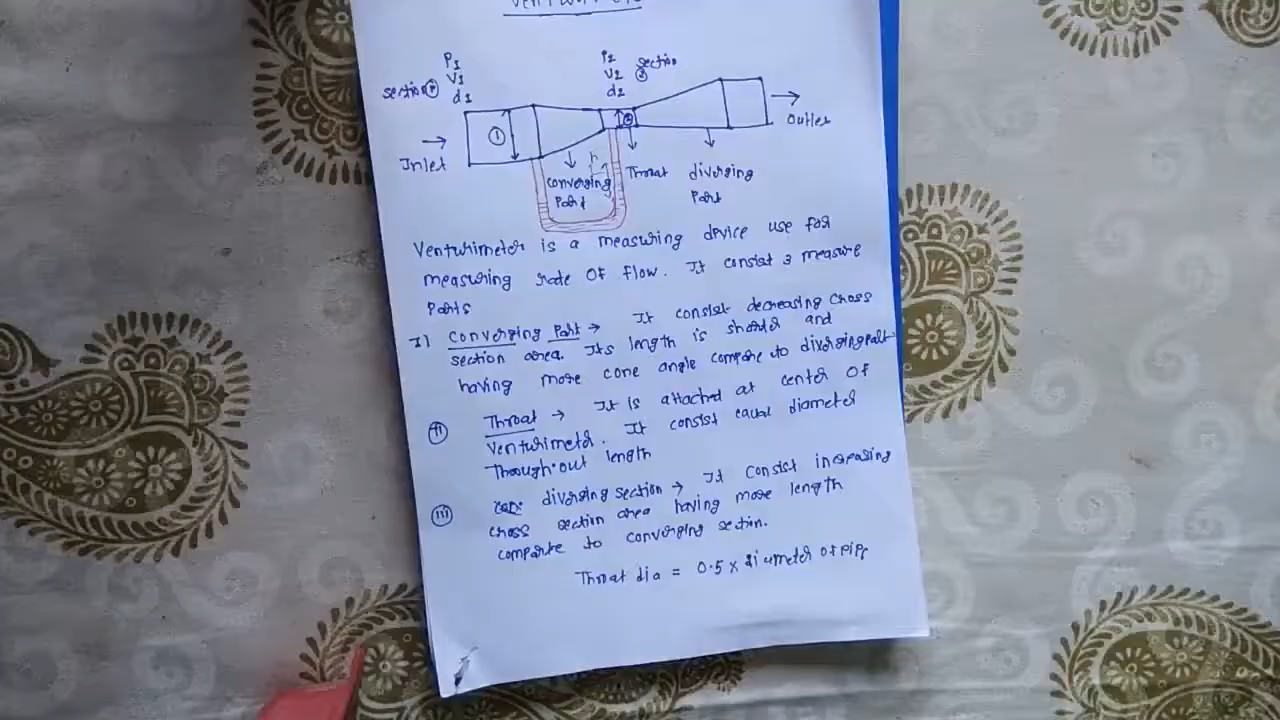 P1
V1
section ① d1
P2
V2 section ②
d2
①
②
Inlet
Outlet
h
converging
Part
Throat
diverging
Part
Venturimeter is a measuring device use for
measuring rate of flow. It consist 3 measure
parts
I) Converging Part → It consist decreasing cross
section area. Its length is shorter and
having more cone angle compare to diverging part
(ii) Throat → It is attached at center of
Venturimeter. It consist equal diameter
Through-out length
(iii) diverging section → It consist increasing
cross section area having more length
compare to converging section.
Throat dia = 0.5 x diameter of pipe